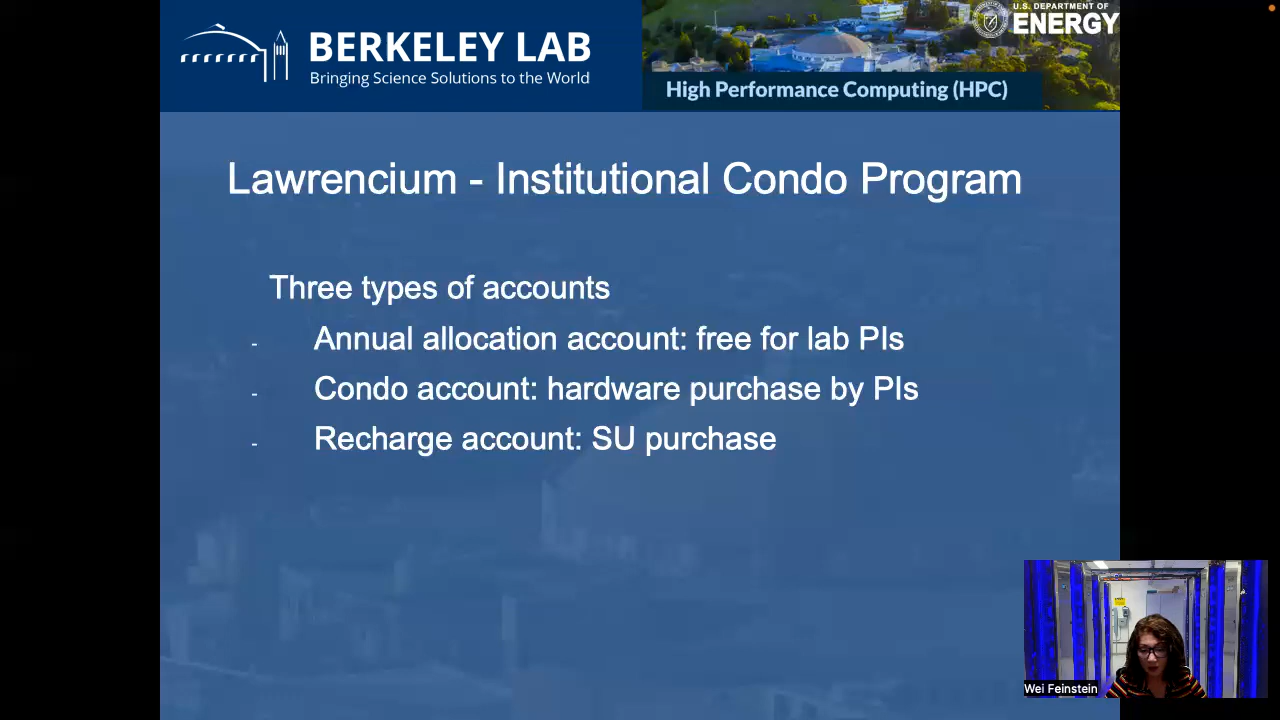 BERKELEY LAB
Bringing Science Solutions to the World
U.S. DEPARTMENT OF
ENERGY
High Performance Computing (HPC)
Lawrencium - Institutional Condo Program
Three types of accounts
- Annual allocation account: free for lab PIs
- Condo account: hardware purchase by PIs
- Recharge account: SU purchase
Wei Feinstein